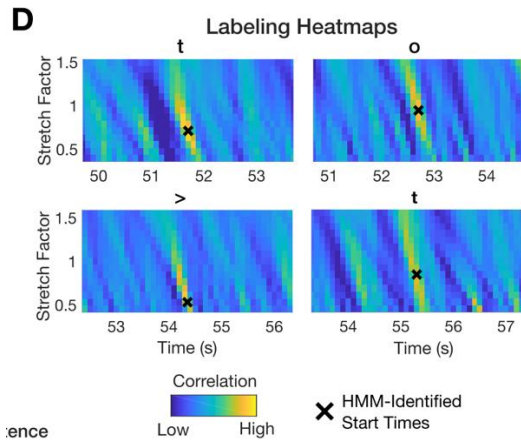 D
Labeling Heatmaps
t
o
Stretch Factor
1.5
1
0.5
50 51 52 53
51 52 53 54
>
t
Stretch Factor
1.5
1
0.5
53 54 55 56
54 55 56 57
Time (s)
Time (s)
Correlation
Low High
HMM-Identified
Start Times
ence